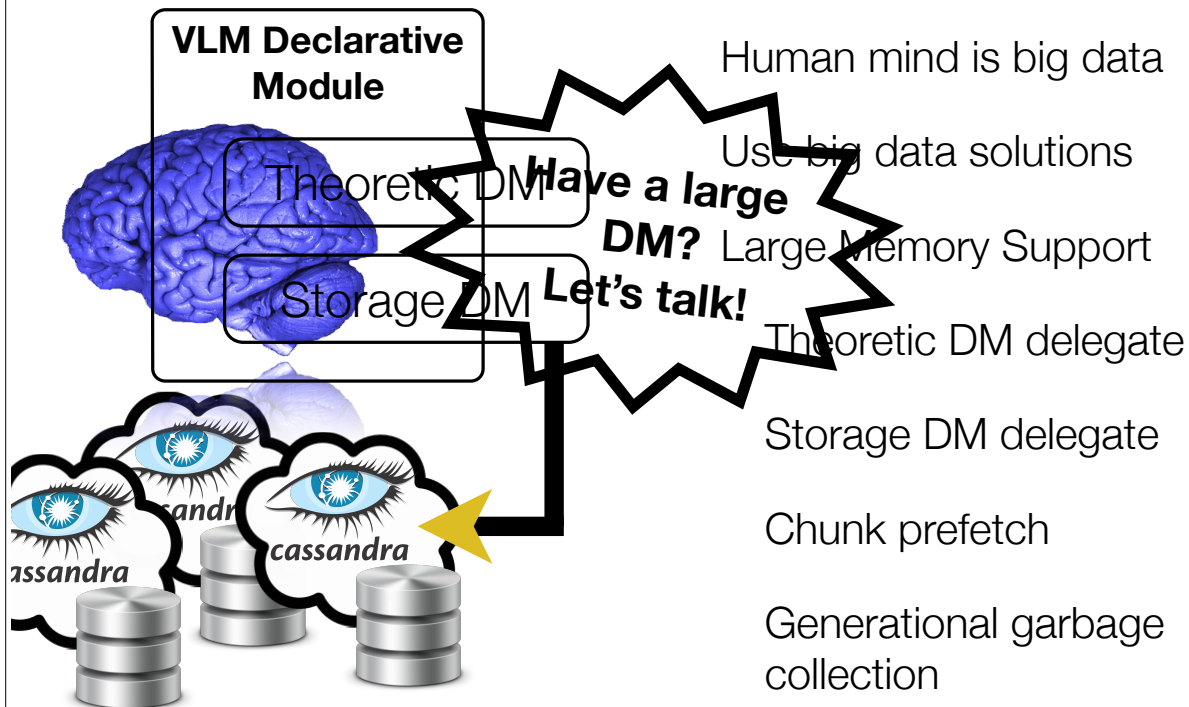 VLM Declarative
Module
Theoretic DM
Storage DM
Have a large
DM?
Let's talk!
cassandra
cassandra
assandra
Human mind is big data
Use big data solutions
Large Memory Support
Theoretic DM delegate
Storage DM delegate
Chunk prefetch
Generational garbage
collection